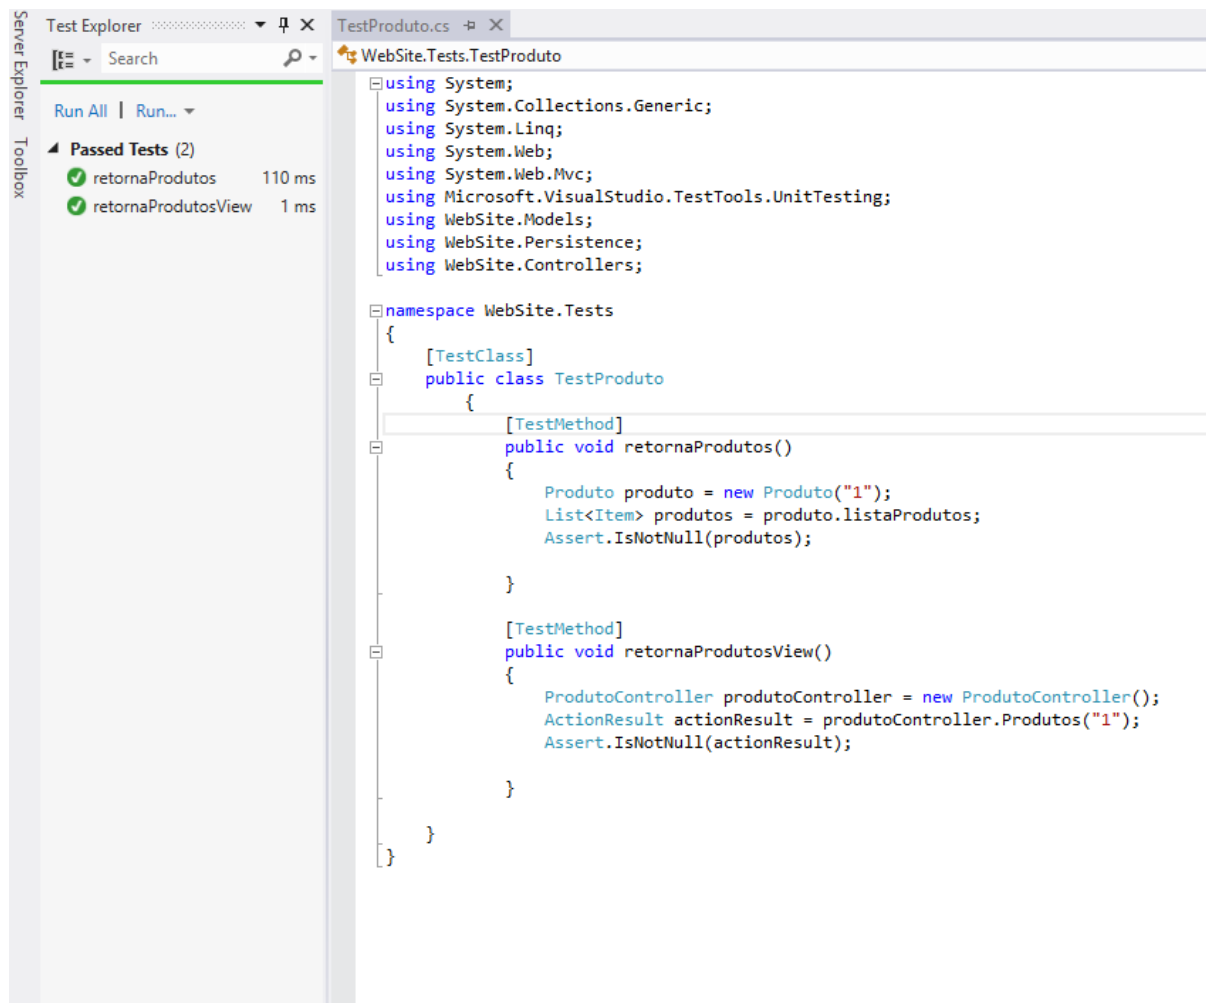 Server Explorer
Toolbox
Test Explorer
Search
Run All | Run...
Passed Tests (2)
retornaProdutos 110 ms
retornaProdutosView 1 ms
TestProduto.cs
WebSite.Tests.TestProduto
using System;
using System.Collections.Generic;
using System.Linq;
using System.Web;
using System.Web.Mvc;
using Microsoft.VisualStudio.TestTools.UnitTesting;
using WebSite.Models;
using WebSite.Persistence;
using WebSite.Controllers;
namespace WebSite.Tests
{
[TestClass]
public class TestProduto
{
[TestMethod]
public void retornaProdutos()
{
Produto produto = new Produto("1");
List<Item> produtos = produto.listaProdutos;
Assert.IsNotNull(produtos);
}
[TestMethod]
public void retornaProdutosView()
{
ProdutoController produtoController = new ProdutoController();
ActionResult actionResult = produtoController.Produtos("1");
Assert.IsNotNull(actionResult);
}
}
}